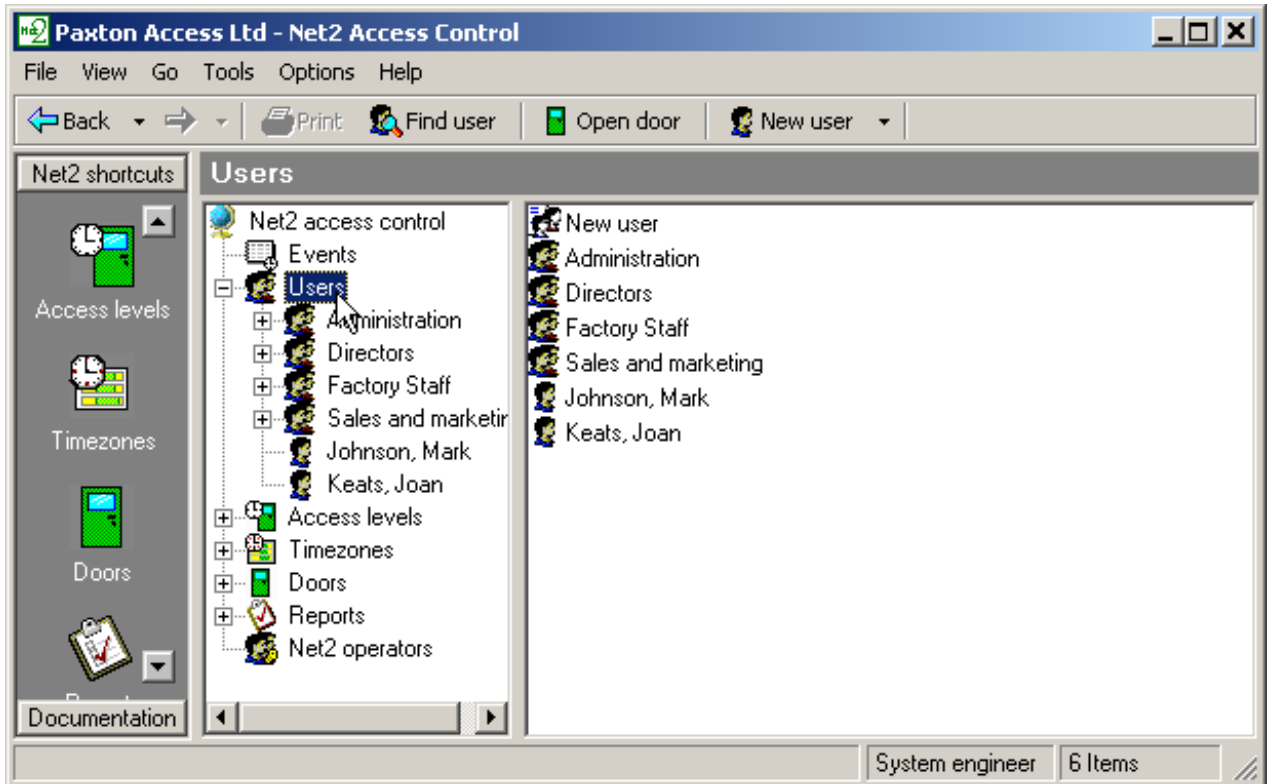 Paxton Access Ltd - Net2 Access Control
File View Go Tools Options Help
Back Print Find user Open door New user
Net2 shortcuts
Access levels
Timezones
Doors
Documentation
Users
Net2 access control
Events
Users
Administration
Directors
Factory Staff
Sales and marketin
Johnson, Mark
Keats, Joan
Access levels
Timezones
Doors
Reports
Net2 operators
New user
Administration
Directors
Factory Staff
Sales and marketing
Johnson, Mark
Keats, Joan
System engineer 6 Items